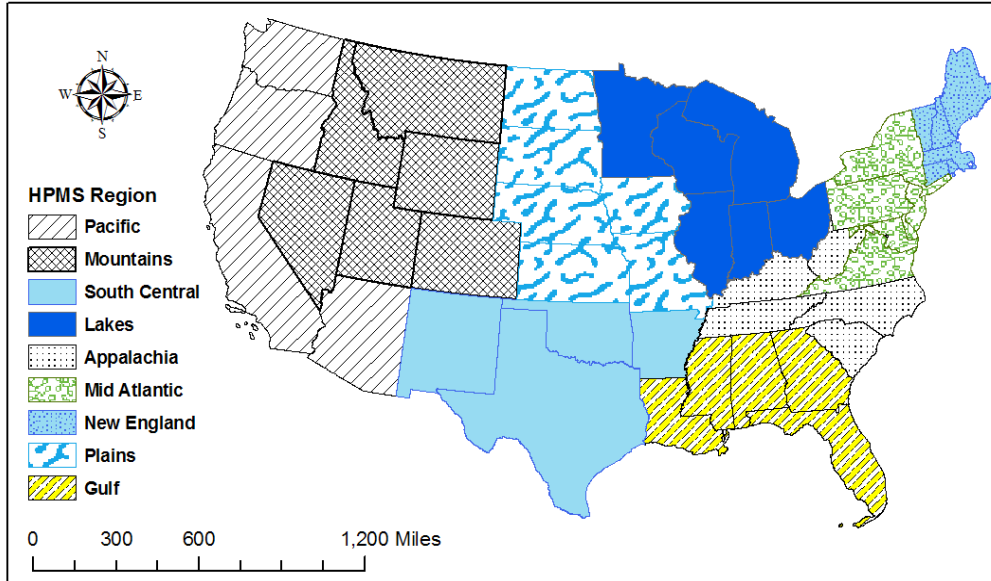 N
W E
S
HPMS Region
Pacific
Mountains
South Central
Lakes
Appalachia
Mid Atlantic
New England
Plains
Gulf
0 300 600 1,200 Miles